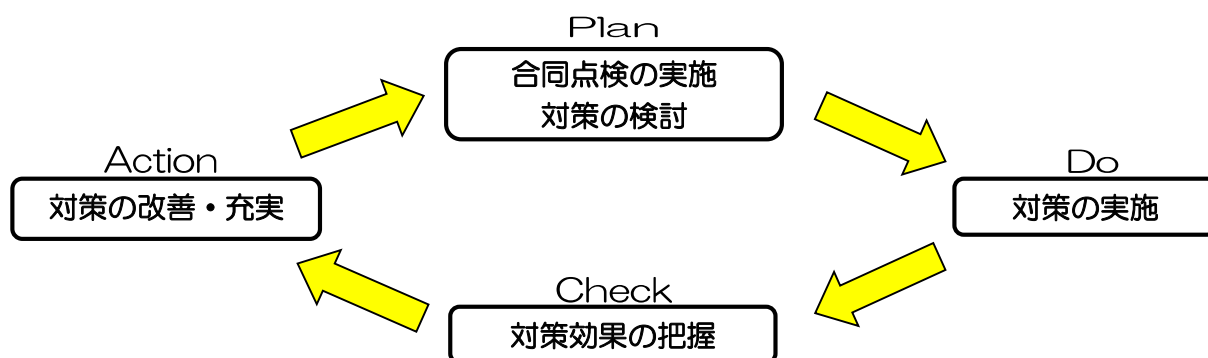 Plan
合同点検の実施
対策の検討
Action
対策の改善・充実
Do
対策の実施
Check
対策効果の把握